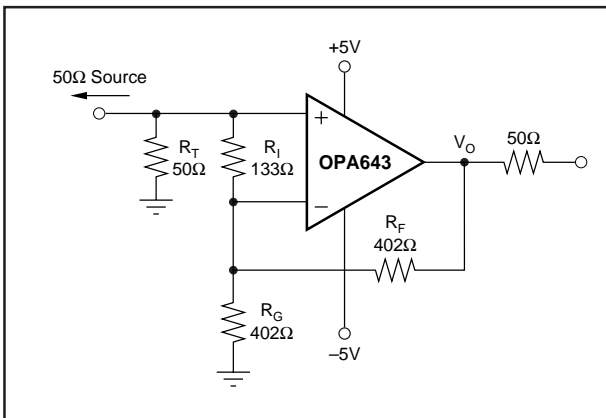 +5V
50Ω Source
+
R_T
50Ω
R_I
133Ω
OPA643
V_O
50Ω
–
R_F
402Ω
R_G
402Ω
–5V